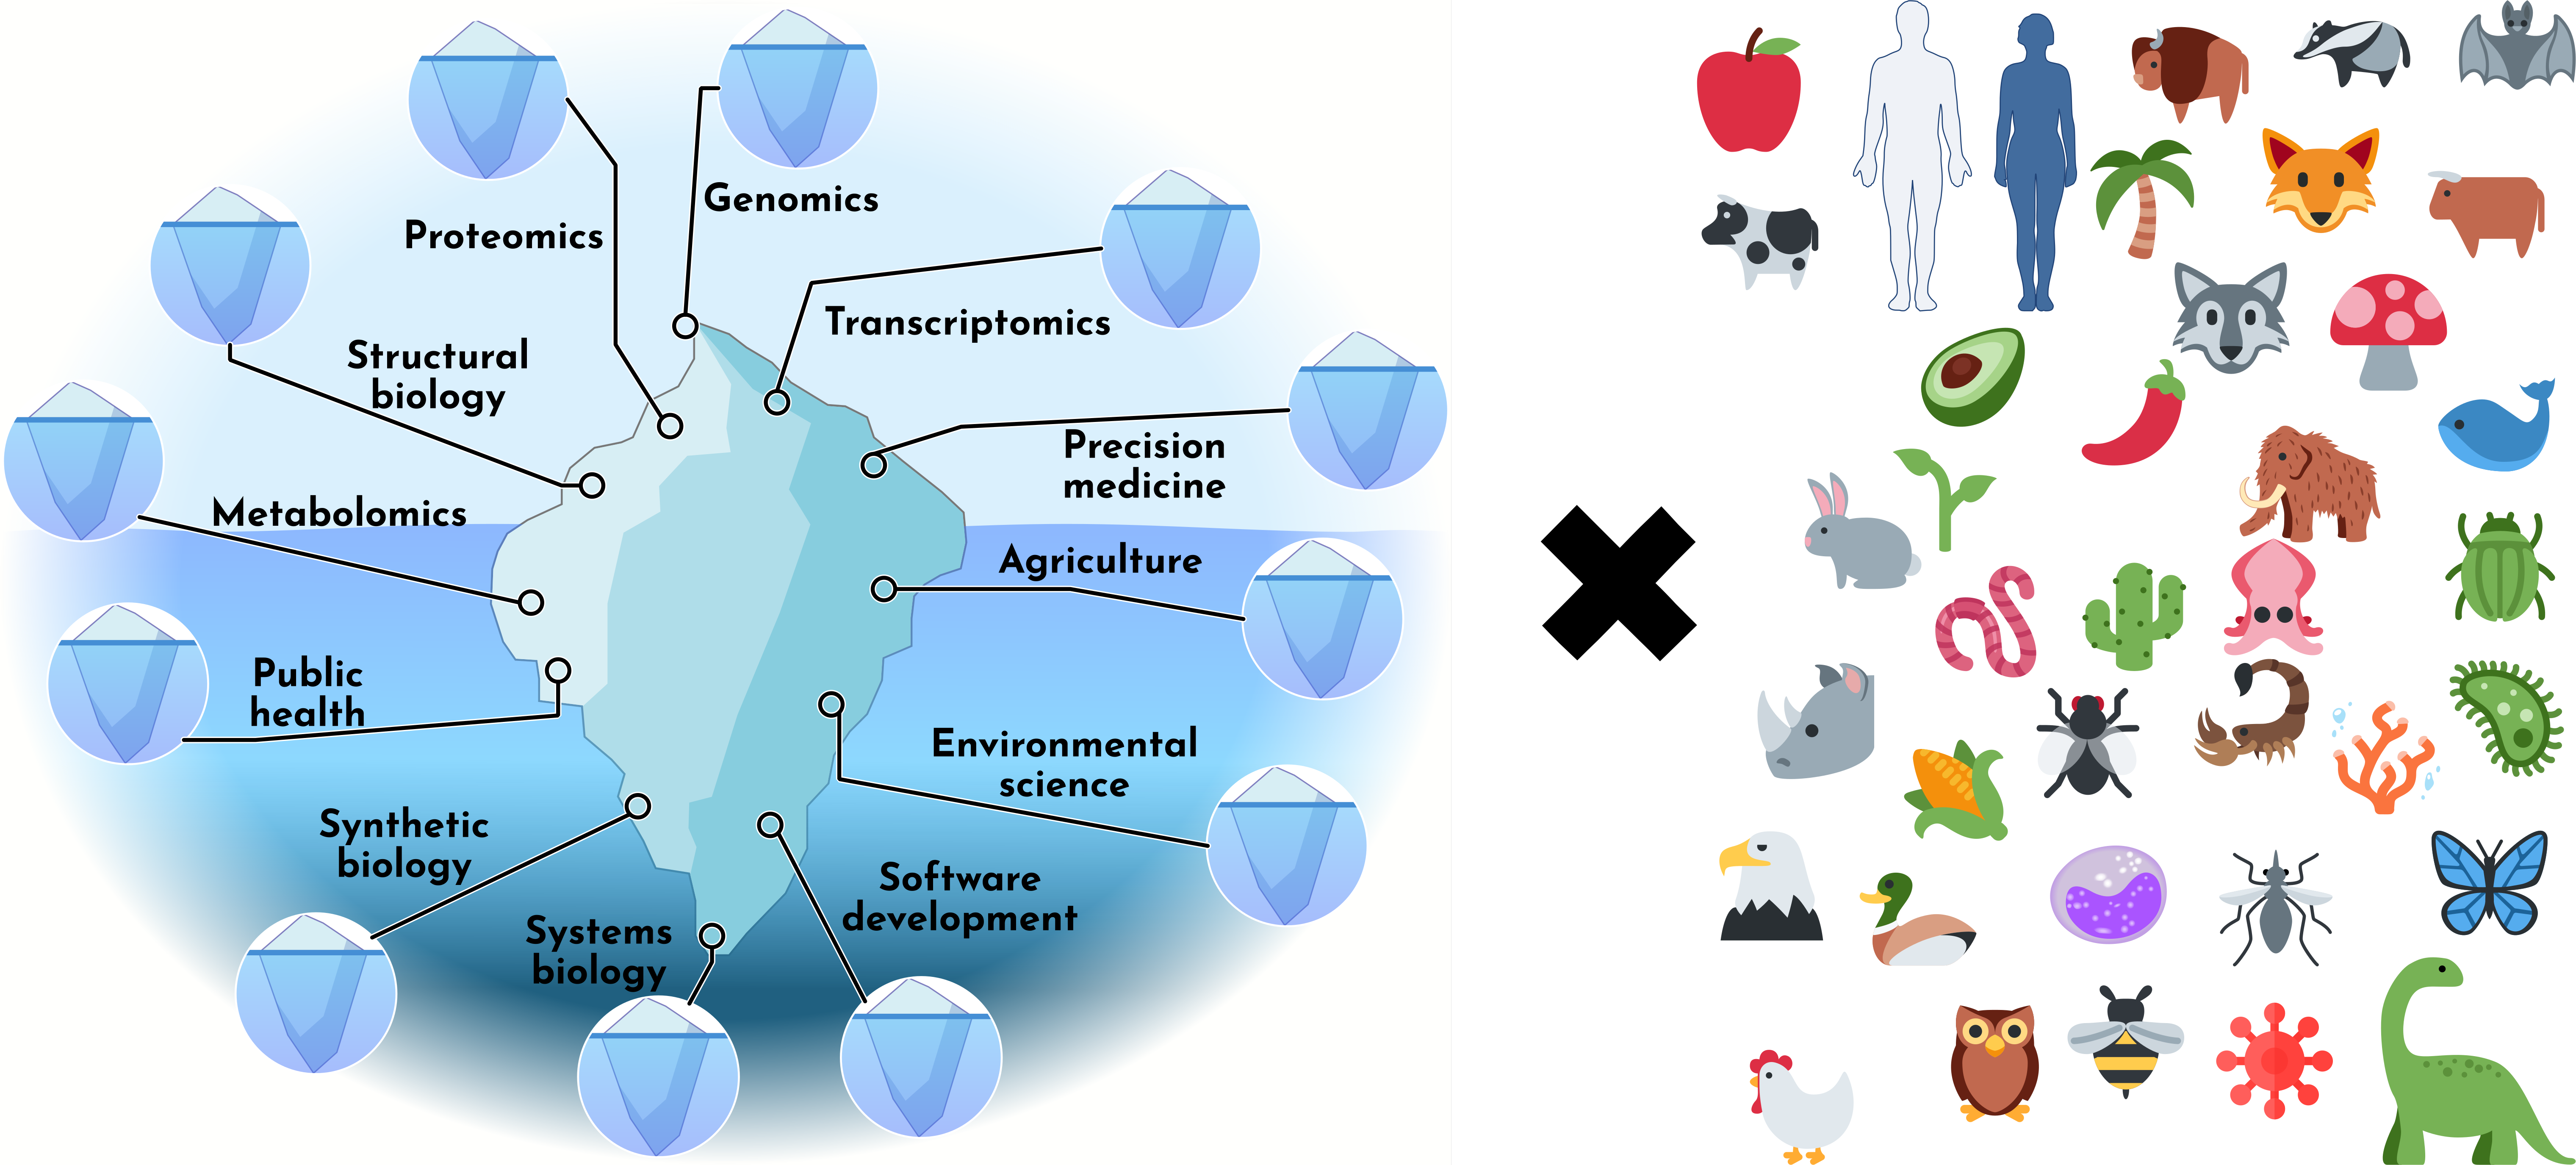 Genomics
Proteomics
Transcriptomics
Structural
biology
Precision
medicine
Metabolomics
Agriculture
Public
health
Environmental
science
Synthetic
biology
Software
development
Systems
biology